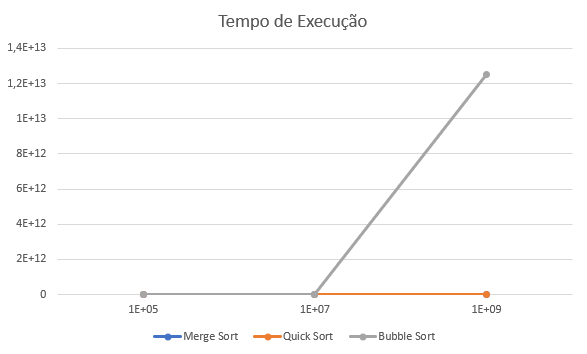 Tempo de Execução
1,4E+13
1,2E+13
1E+13
8E+12
6E+12
4E+12
2E+12
0
1E+05 1E+07 1E+09
Merge Sort Quick Sort Bubble Sort